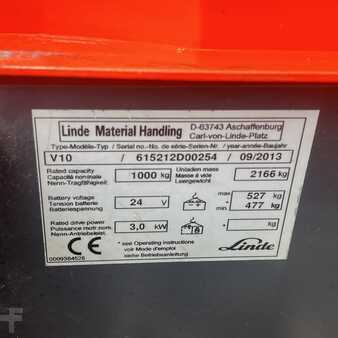 Linde Material Handling
D-63743 Aschaffenburg
Carl-von-Linde-Platz
Type-Modèle-Typ / Serial no.-No. de série-Serien-Nr. / year-année-Baujahr
V10 / 615212D00254 / 09/2013
Rated capacity
Capacité nominale
Nenn-Tragfähigkeit
1000 kg
Unladen mass
Masse à vide
Leergewicht
2166 kg
Battery voltage
Tension batterie
Batteriespannung
24 V
max + 527 kg
min + 477 kg
Rated drive power
Puissance motr.nom.
Nenn-Antriebsleist.
3,0 kW
* kg
CE
0009384528
* see Operating instructions
voir Mode d'emploi
siehe Betriebsanleitung
Linde
F